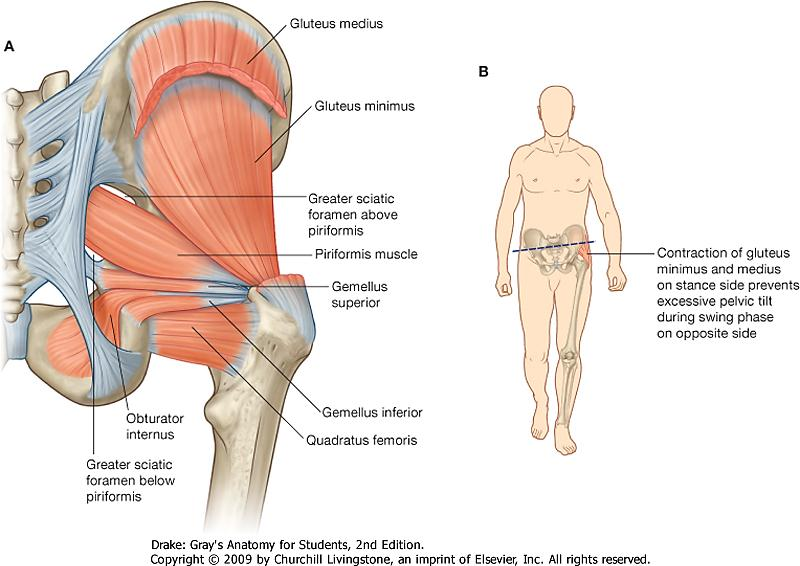 A
Gluteus medius
Gluteus minimus
Greater sciatic
foramen above
piriformis
Piriformis muscle
Gemellus
superior
Gemellus inferior
Quadratus femoris
Obturator
internus
Greater sciatic
foramen below
piriformis
B
Contraction of gluteus
minimus and medius
on stance side prevents
excessive pelvic tilt
during swing phase
on opposite side
Drake: Gray's Anatomy for Students, 2nd Edition.
Copyright © 2009 by Churchill Livingstone, an imprint of Elsevier, Inc. All rights reserved.